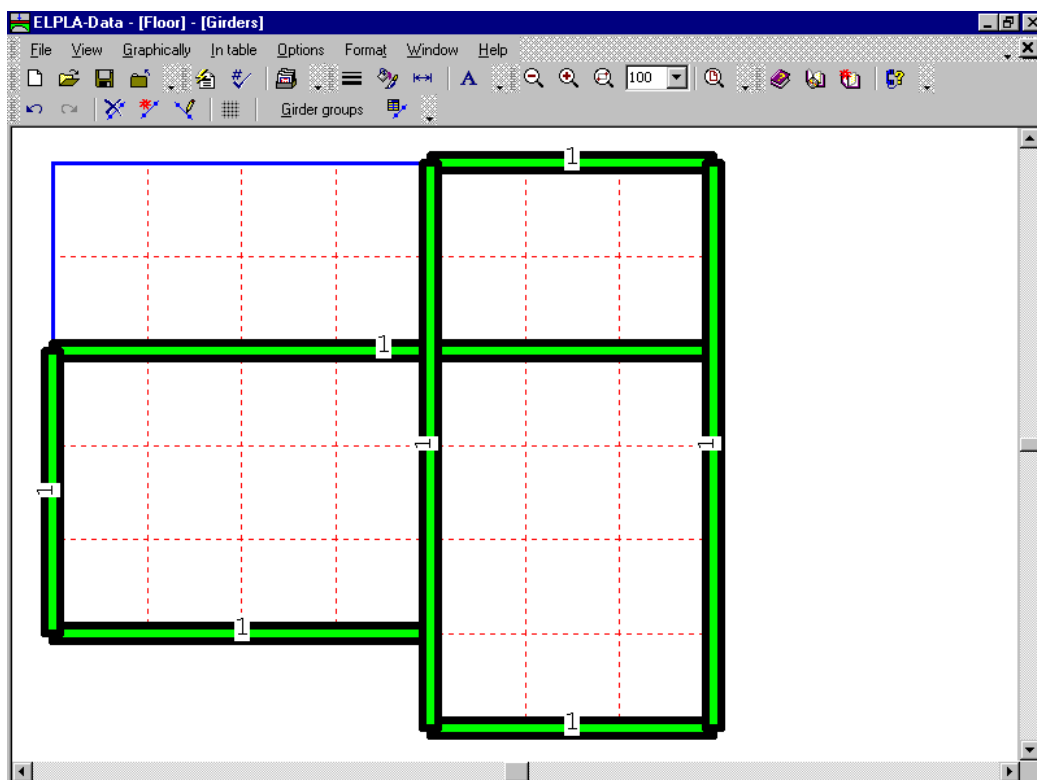 ELPLA-Data - [Floor] - [Girders]
File View Graphically In table Options Format Window Help
A 100
Girder groups
1
1
1 1
1
1
1